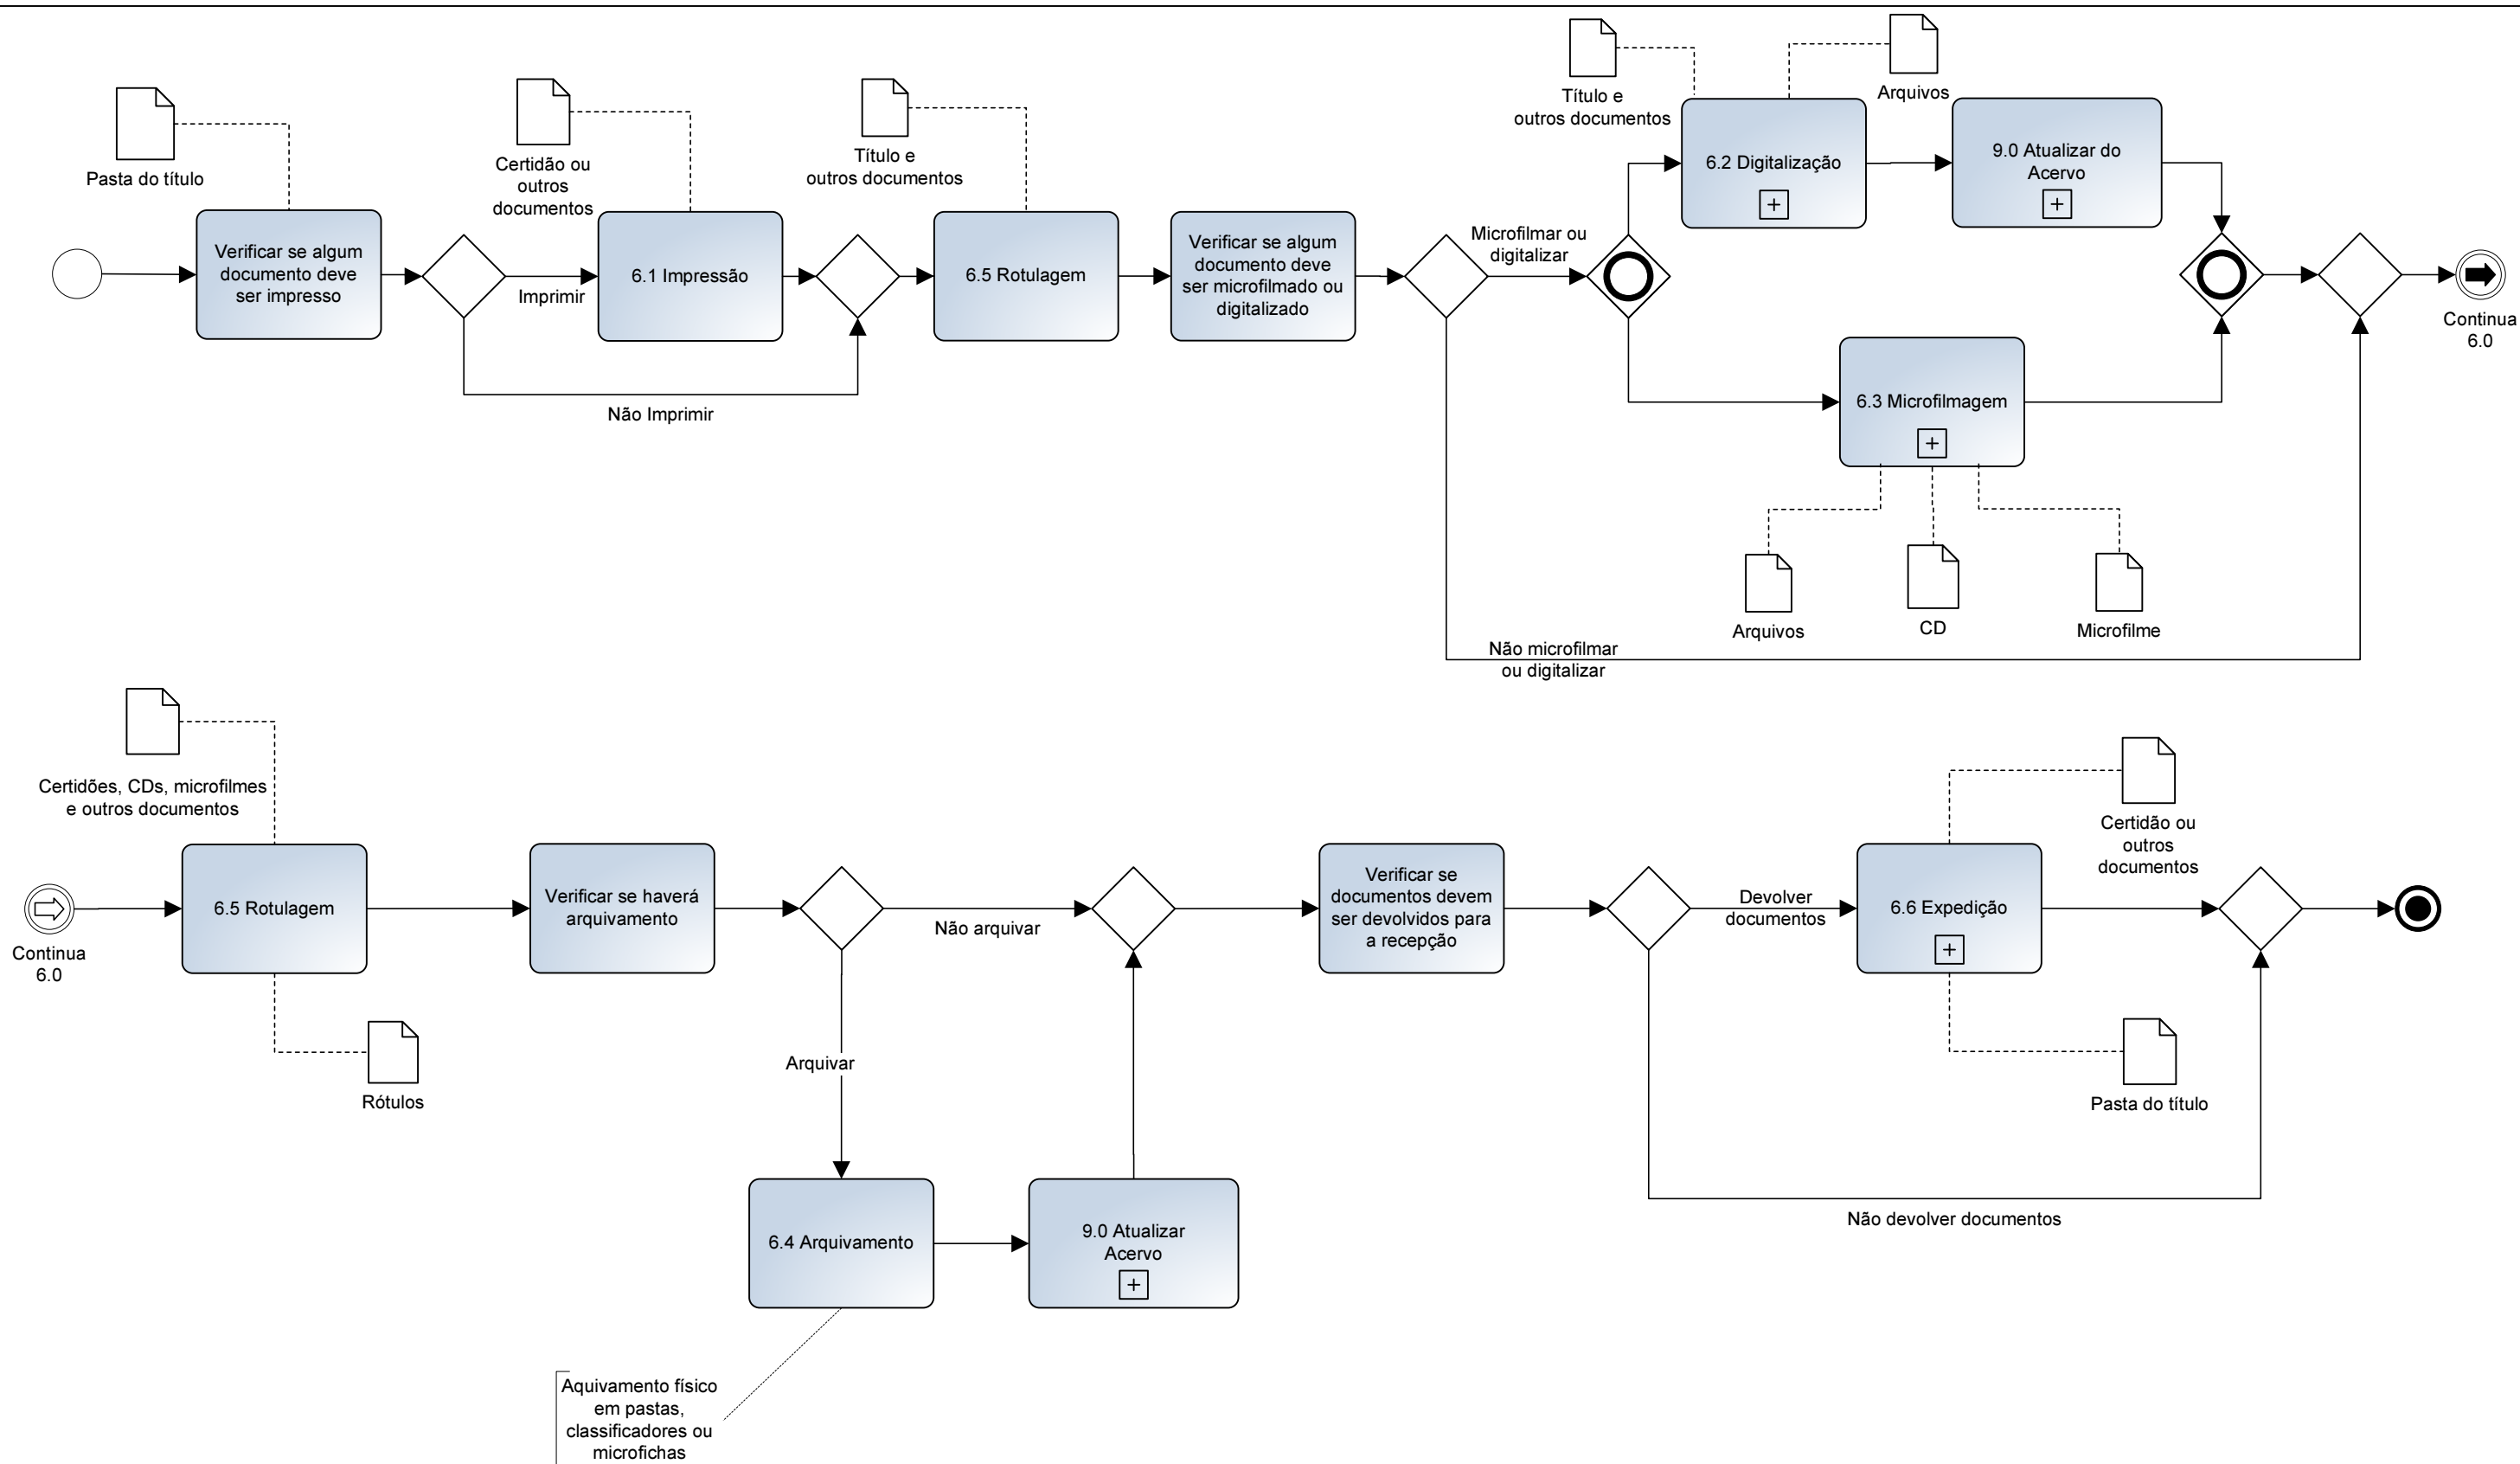 Pasta do título
Verificar se algum
documento deve
ser impresso
Imprimir
Não Imprimir
Certidão ou
outros
documentos
6.1 Impressão
Título e
outros documentos
6.5 Rotulagem
Verificar se algum
documento deve
ser microfilmado ou
digitalizado
Microfilmar ou
digitalizar
Não microfilmar
ou digitalizar
Título e
outros documentos
Arquivos
6.2 Digitalização
9.0 Atualizar do
Acervo
6.3 Microfilmagem
Arquivos
CD
Microfilme
Continua
6.0
Certidões, CDs, microfilmes
e outros documentos
Continua
6.0
6.5 Rotulagem
Rótulos
Verificar se haverá
arquivamento
Não arquivar
Arquivar
6.4 Arquivamento
9.0 Atualizar
Acervo
Aquivamento físico
em pastas,
classificadores ou
microfichas
Verificar se
documentos devem
ser devolvidos para
a recepção
Devolver
documentos
Certidão ou
outros
documentos
6.6 Expedição
Pasta do título
Não devolver documentos